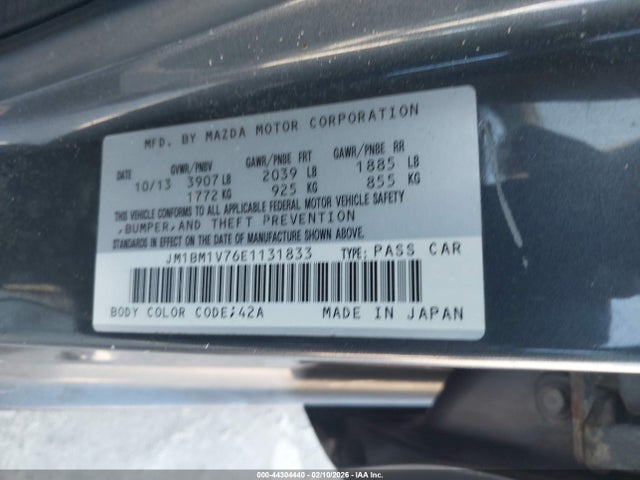 MFD. BY MAZDA MOTOR CORPORATION
DATE GVWR/PNBV GAWR/PNBE FRT GAWR/PNBE RR
10/13 3907 LB 2039 LB 1885 LB
1772 KG 925 KG 855 KG
THIS VEHICLE CONFORMS TO ALL APPLICABLE FEDERAL MOTOR VEHICLE SAFETY
,BUMPER,AND THEFT PREVENTION
STANDARDS IN EFFECT ON THE DATE OF MANUFACTURE SHOWN ABOVE.
JM1BM1V76E1131833 TYPE: PASS CAR
BODY COLOR CODE;42A MADE IN JAPAN
000-44304440 - 02/10/2026 - IAA Inc.